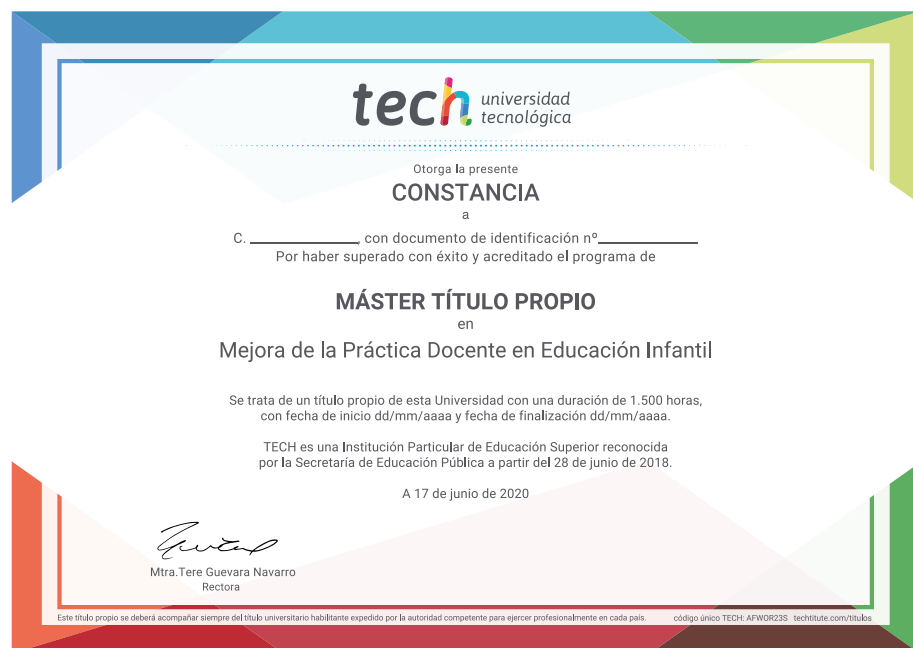 tech universidad
tecnológica
Otorga la presente
CONSTANCIA
a
C. ____________, con documento de identificación nº____________
Por haber superado con éxito y acreditado el programa de
MÁSTER TÍTULO PROPIO
en
Mejora de la Práctica Docente en Educación Infantil
Se trata de un título propio de esta Universidad con una duración de 1.500 horas,
con fecha de inicio dd/mm/aaaa y fecha de finalización dd/mm/aaaa.
TECH es una Institución Particular de Educación Superior reconocida
por la Secretaría de Educación Pública a partir del 28 de junio de 2018.
A 17 de junio de 2020
Mtra.Tere Guevara Navarro
Rectora
Este título propio se deberá acompañar siempre del título universitario habilitante expedido por la autoridad competente para ejercer profesionalmente en cada país. código único TECH: AFWOR23S techtitute.com/titulos